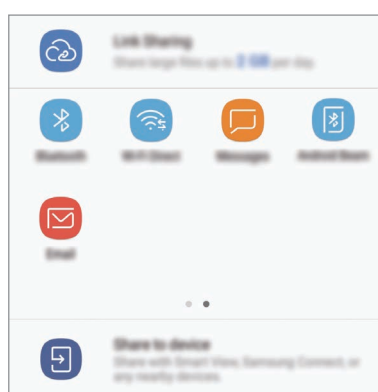 Link Sharing
Share large files up to 2 GB per day.
Bluetooth Wi-Fi Direct Messages Android Beam
Email
Share to device
Share with Smart View, Samsung Connect, or
any nearby devices.